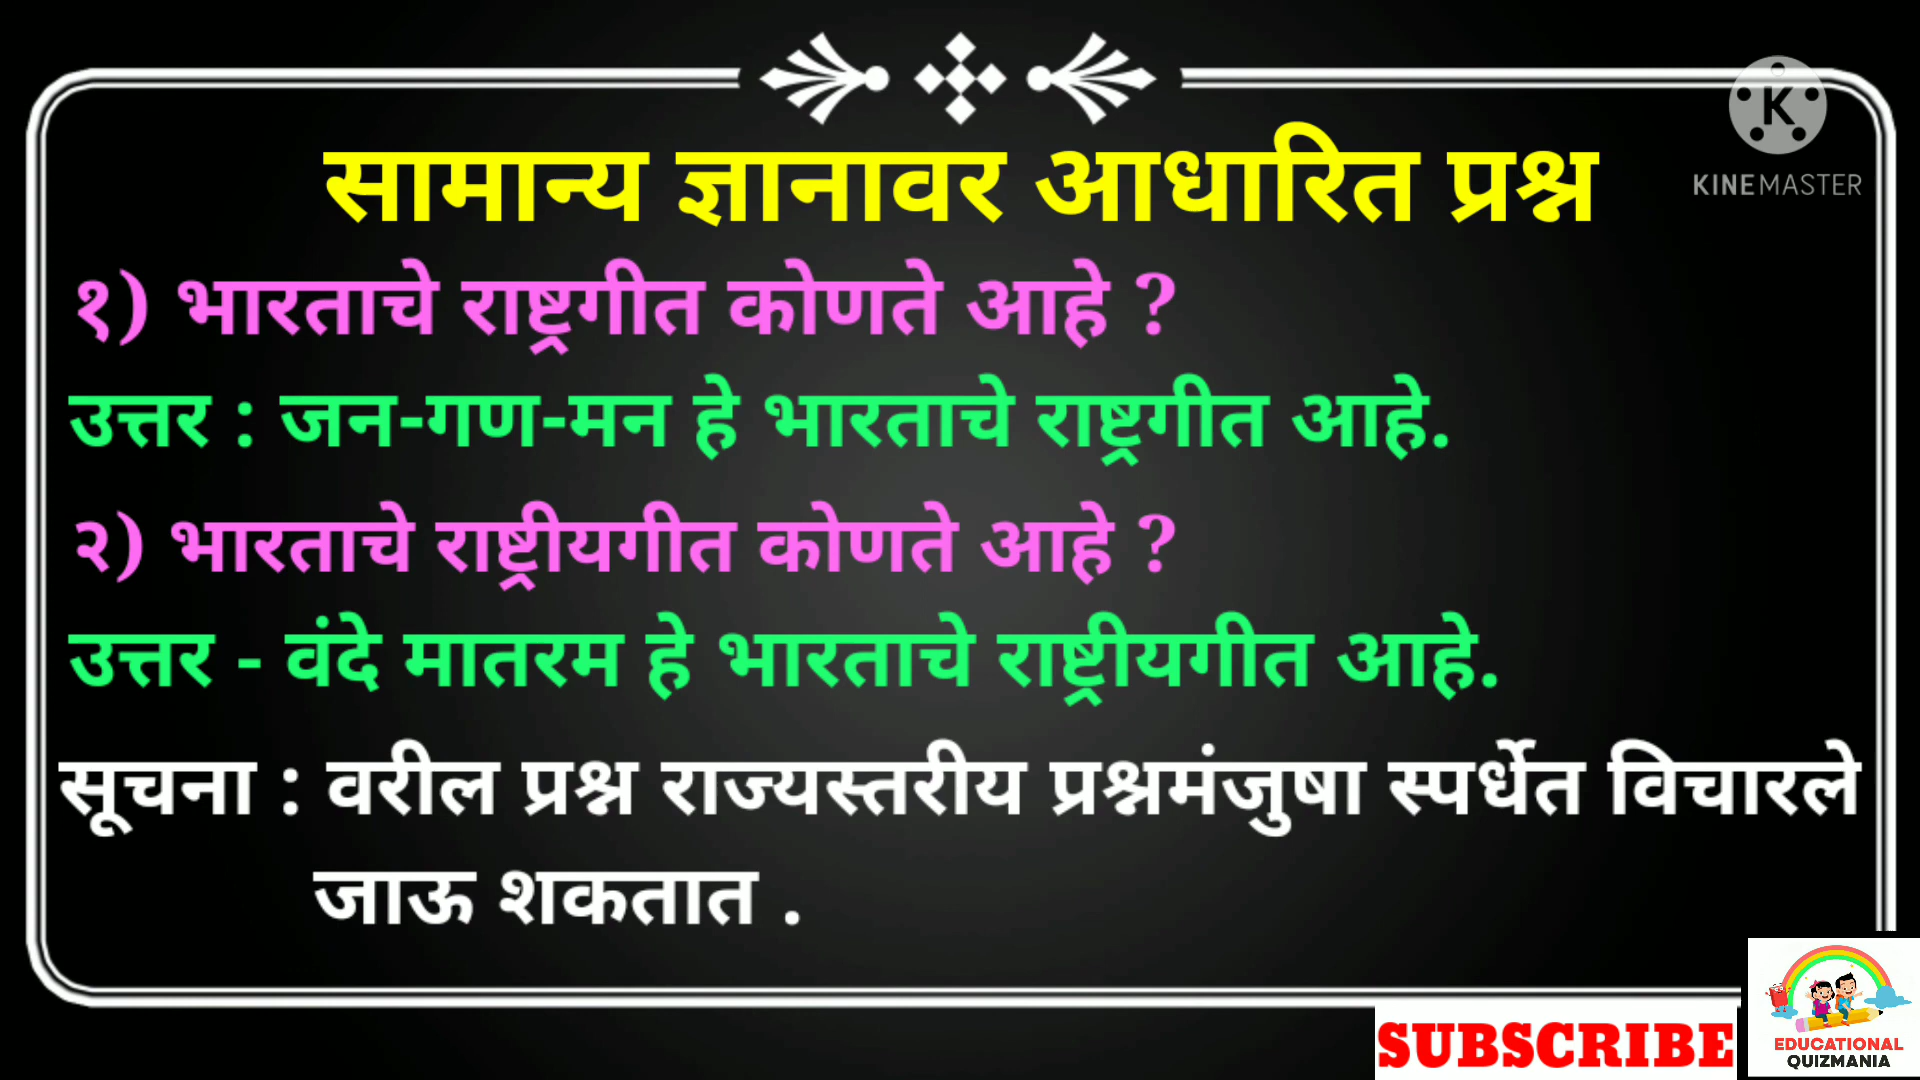 KINEMASTER
सामान्य ज्ञानावर आधारित प्रश्न
१) भारताचे राष्ट्रगीत कोणते आहे ?
उत्तर : जन-गण-मन हे भारताचे राष्ट्रगीत आहे.
२) भारताचे राष्ट्रीयगीत कोणते आहे ?
उत्तर - वंदे मातरम हे भारताचे राष्ट्रीयगीत आहे.
सूचना : वरील प्रश्न राज्यस्तरीय प्रश्नमंजुषा स्पर्धेत विचारले
जाऊ शकतात .
SUBSCRIBE
EDUCATIONAL
QUIZMANIA